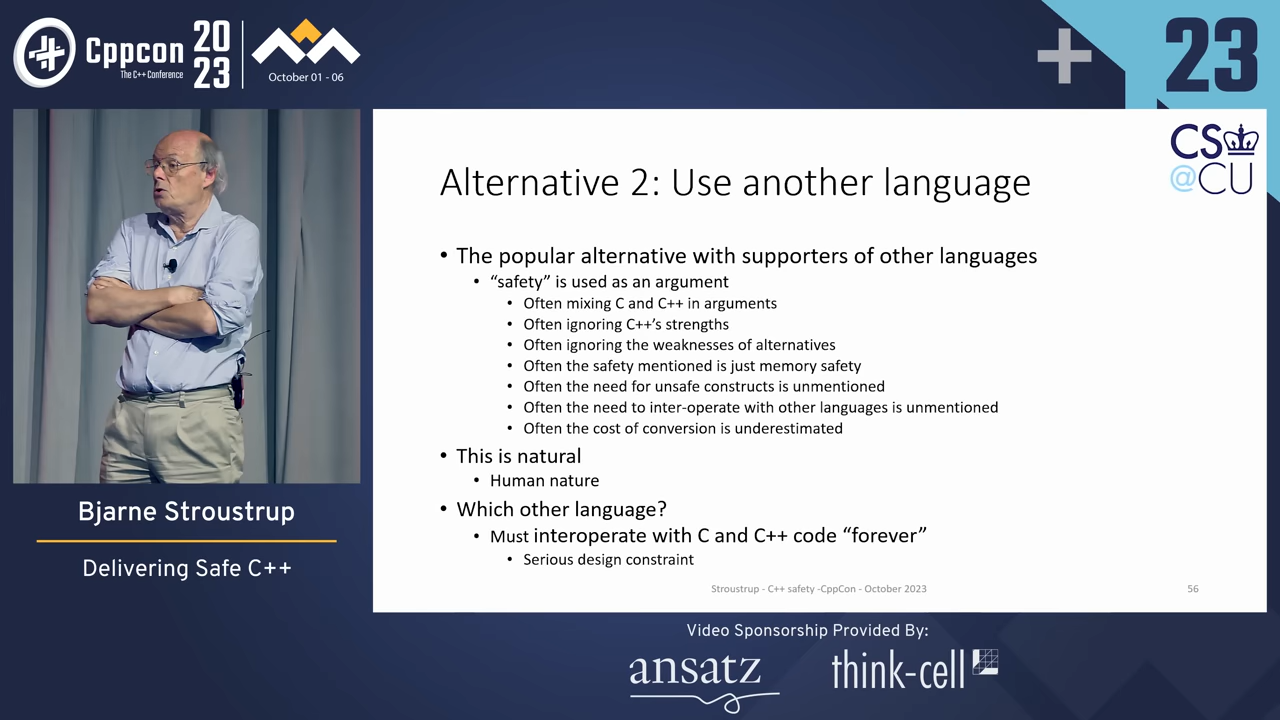 Cppcon
The C++ Conference
20
23
October 01 - 06
23
CS
@CU
Alternative 2: Use another language
• The popular alternative with supporters of other languages
• “safety” is used as an argument
• Often mixing C and C++ in arguments
• Often ignoring C++’s strengths
• Often ignoring the weaknesses of alternatives
• Often the safety mentioned is just memory safety
• Often the need for unsafe constructs is unmentioned
• Often the need to inter-operate with other languages is unmentioned
• Often the cost of conversion is underestimated
• This is natural
• Human nature
• Which other language?
• Must interoperate with C and C++ code “forever”
• Serious design constraint
Stroustrup - C++ safety -CppCon - October 2023
56
Bjarne Stroustrup
Delivering Safe C++
Video Sponsorship Provided By:
ansatz
think-cell